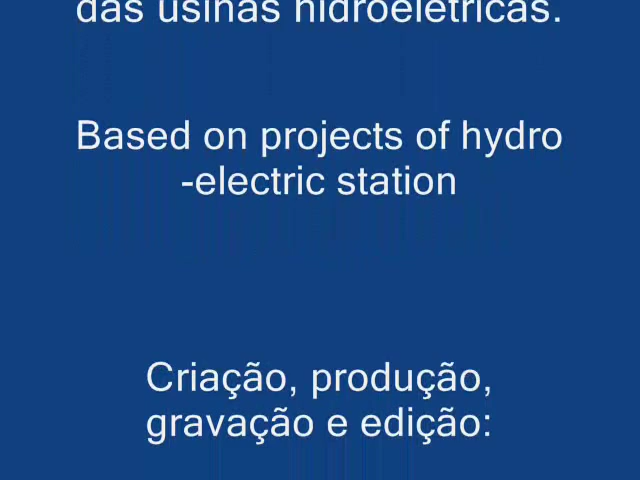 das usinas hidroelétricas.
Based on projects of hydro
-electric station
Criação, produção,
gravação e edição: